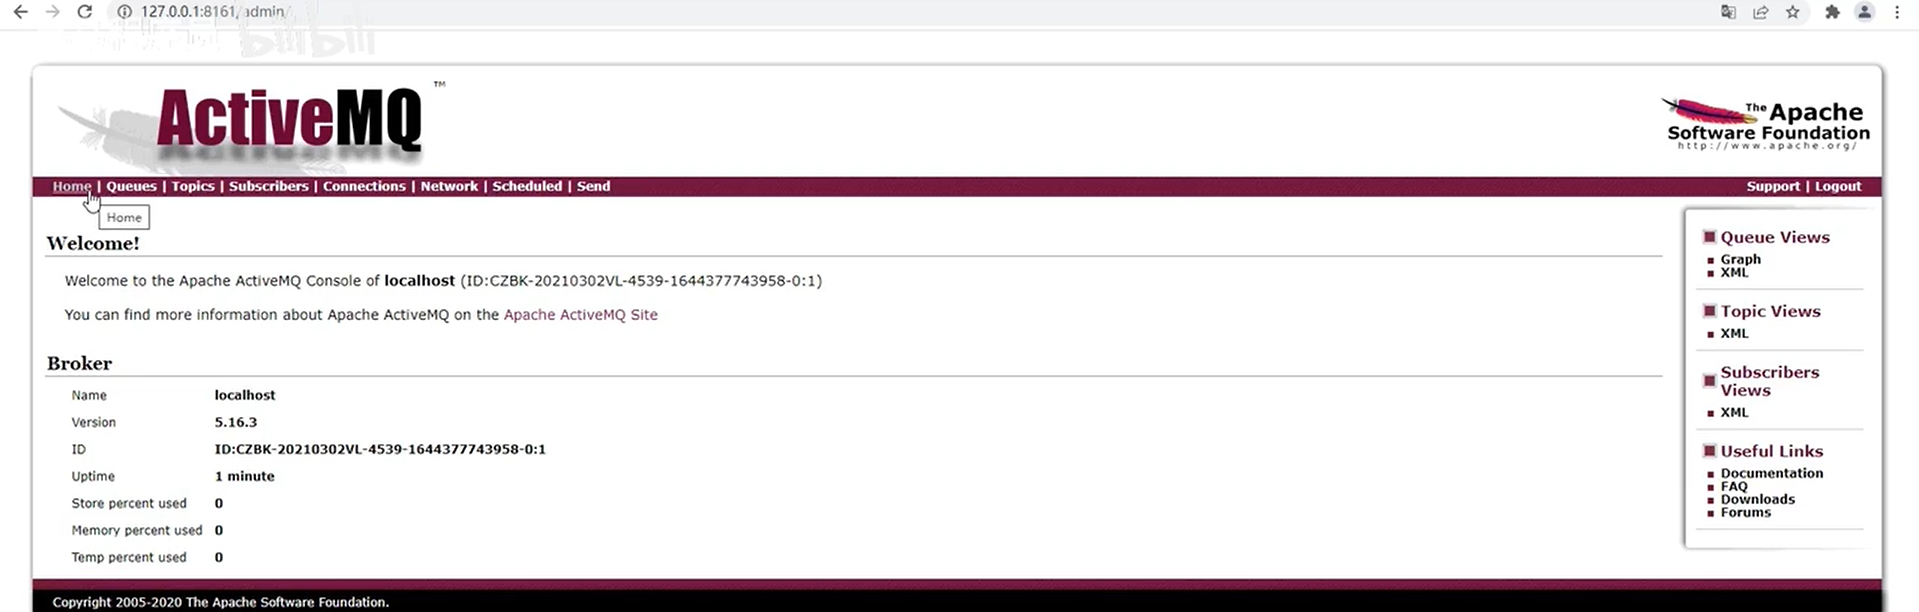 127.0.0.1:8161/admin/
bilibili
ActiveMQ ™
The Apache
Software Foundation
http://www.apache.org/
Home | Queues | Topics | Subscribers | Connections | Network | Scheduled | Send
Support | Logout
Home
Welcome!
Welcome to the Apache ActiveMQ Console of localhost (ID:CZBK-20210302VL-4539-1644377743958-0:1)
You can find more information about Apache ActiveMQ on the Apache ActiveMQ Site
Broker
Name localhost
Version 5.16.3
ID ID:CZBK-20210302VL-4539-1644377743958-0:1
Uptime 1 minute
Store percent used 0
Memory percent used 0
Temp percent used 0
Queue Views
Graph
XML
Topic Views
XML
Subscribers
Views
XML
Useful Links
Documentation
FAQ
Downloads
Forums
Copyright 2005-2020 The Apache Software Foundation.